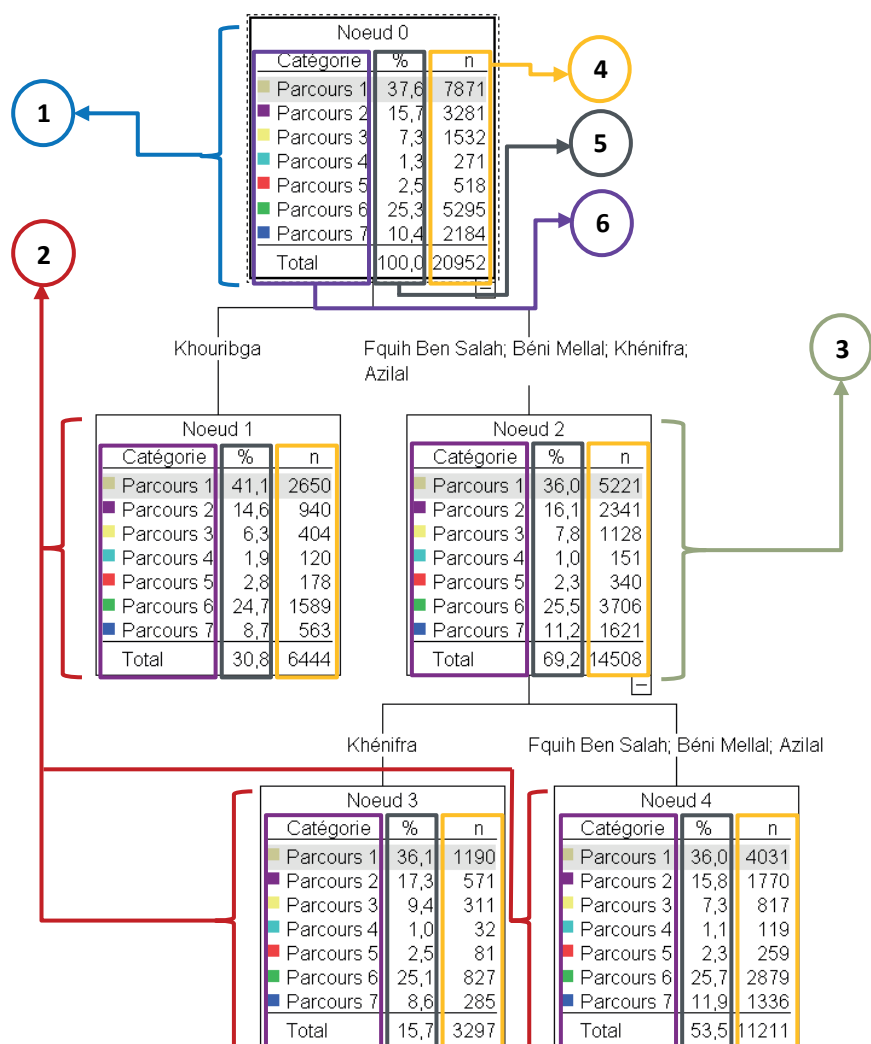 Noeud 0
Catégorie % n
Parcours 1 37,6 7871
Parcours 2 15,7 3281
Parcours 3 7,3 1532
Parcours 4 1,3 271
Parcours 5 2,5 518
Parcours 6 25,3 5295
Parcours 7 10,4 2184
Total 100,0 20952
1
2
3
4
5
6
Khouribga
Fquih Ben Salah; Béni Mellal; Khénifra;
Azilal
Noeud 1
Catégorie % n
Parcours 1 41,1 2650
Parcours 2 14,6 940
Parcours 3 6,3 404
Parcours 4 1,9 120
Parcours 5 2,8 178
Parcours 6 24,7 1589
Parcours 7 8,7 563
Total 30,8 6444
Noeud 2
Catégorie % n
Parcours 1 36,0 5221
Parcours 2 16,1 2341
Parcours 3 7,8 1128
Parcours 4 1,0 151
Parcours 5 2,3 340
Parcours 6 25,5 3706
Parcours 7 11,2 1621
Total 69,2 14508
Khénifra
Fquih Ben Salah; Béni Mellal; Azilal
Noeud 3
Catégorie % n
Parcours 1 36,1 1190
Parcours 2 17,3 571
Parcours 3 9,4 311
Parcours 4 1,0 32
Parcours 5 2,5 81
Parcours 6 25,1 827
Parcours 7 8,6 285
Total 15,7 3297
Noeud 4
Catégorie % n
Parcours 1 36,0 4031
Parcours 2 15,8 1770
Parcours 3 7,3 817
Parcours 4 1,1 119
Parcours 5 2,3 259
Parcours 6 25,7 2879
Parcours 7 11,9 1336
Total 53,5 11211